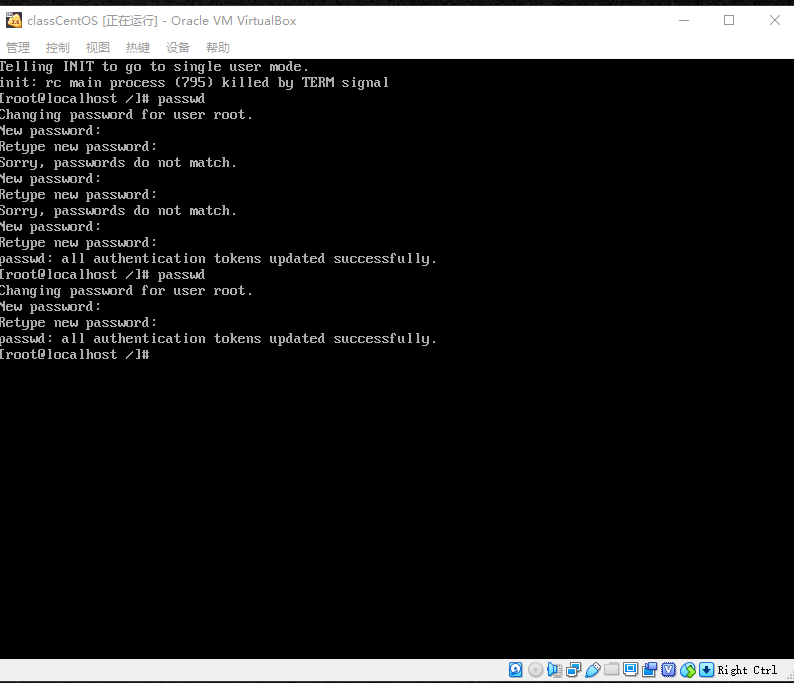 classCentOS [正在运行] - Oracle VM VirtualBox
管理 控制 视图 热键 设备 帮助
Telling INIT to go to single user mode.
init: rc main process (795) killed by TERM signal
[root@localhost /]# passwd
Changing password for user root.
New password:
Retype new password:
Sorry, passwords do not match.
New password:
Retype new password:
Sorry, passwords do not match.
New password:
Retype new password:
passwd: all authentication tokens updated successfully.
[root@localhost /]# passwd
Changing password for user root.
New password:
Retype new password:
passwd: all authentication tokens updated successfully.
[root@localhost /]#
Right Ctrl